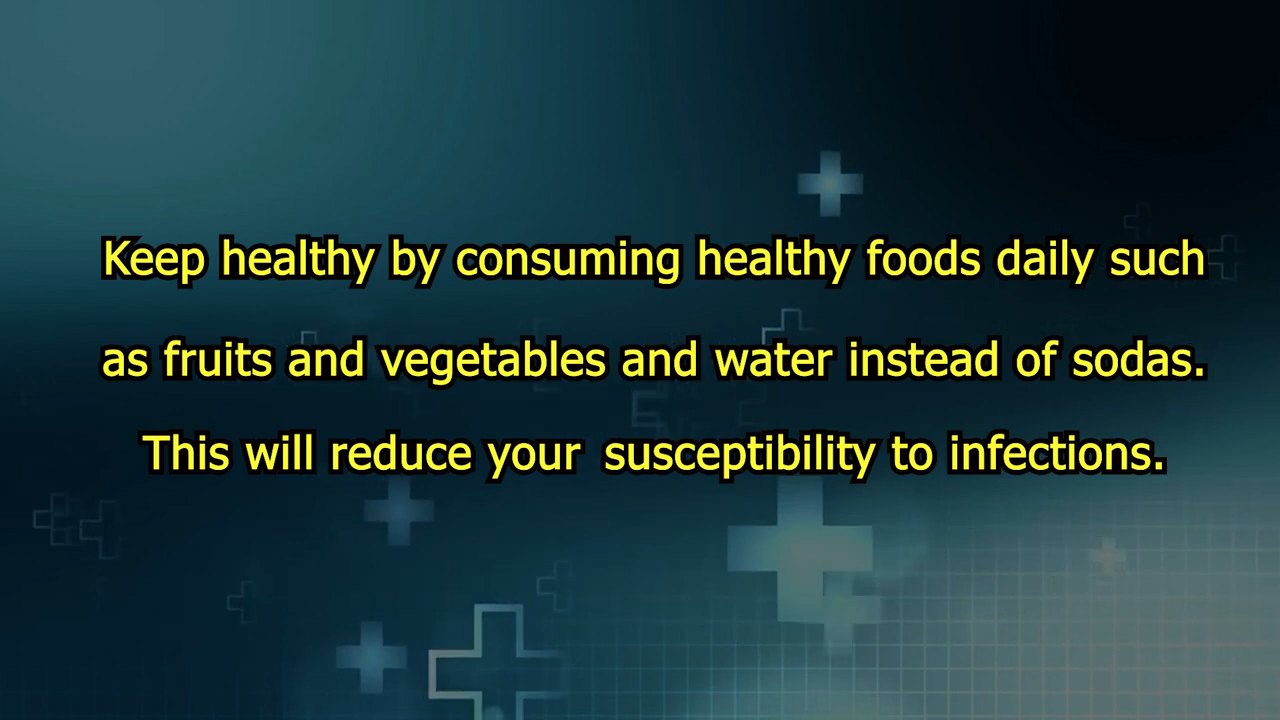 Keep healthy by consuming healthy foods daily such
as fruits and vegetables and water instead of sodas.
This will reduce your susceptibility to infections.